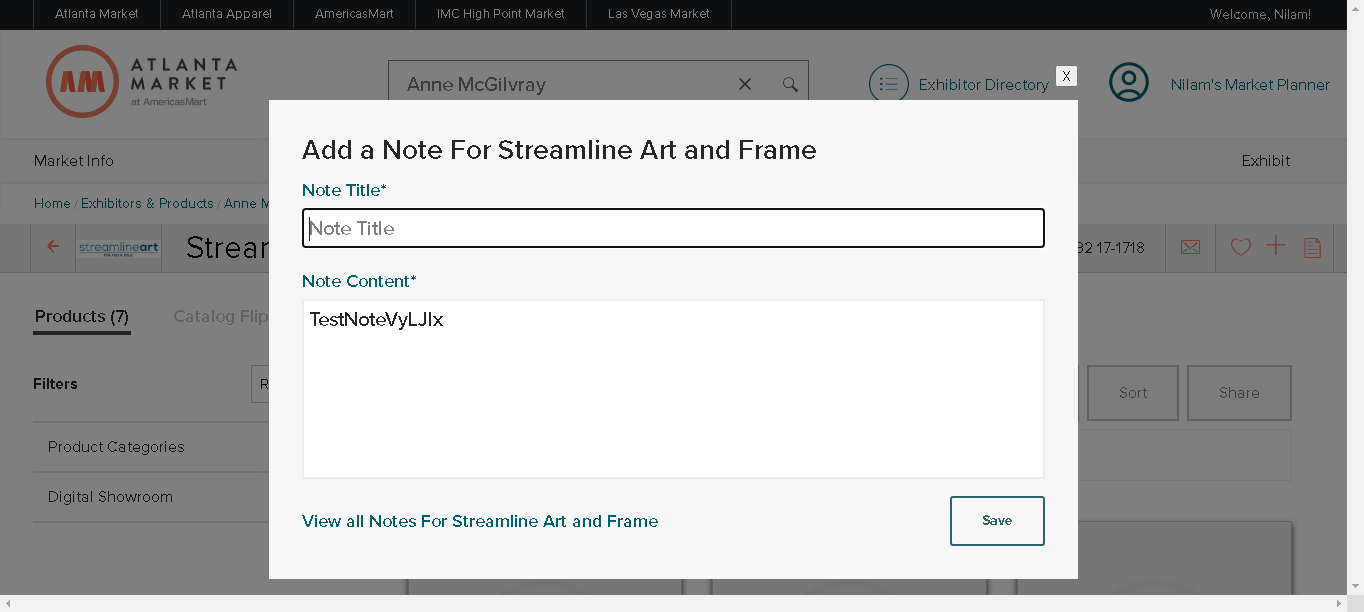 Atlanta Market Atlanta Apparel AmericasMart IMC High Point Market Las Vegas Market Welcome, Nilam!
AM ATLANTA
MARKET
at AmericasMart
Anne McGilvray
Exhibitor Directory
X
Nilam's Market Planner
Market Info Exhibit
Home / Exhibitors & Products / Anne M
streamlineart
Strear
92 17-1718
Add a Note For Streamline Art and Frame
Note Title*
Note Title
Note Content*
TestNoteVyLJlx
View all Notes For Streamline Art and Frame
Save
Products (7) Catalog Flip
Filters
R
Sort Share
Product Categories
Digital Showroom